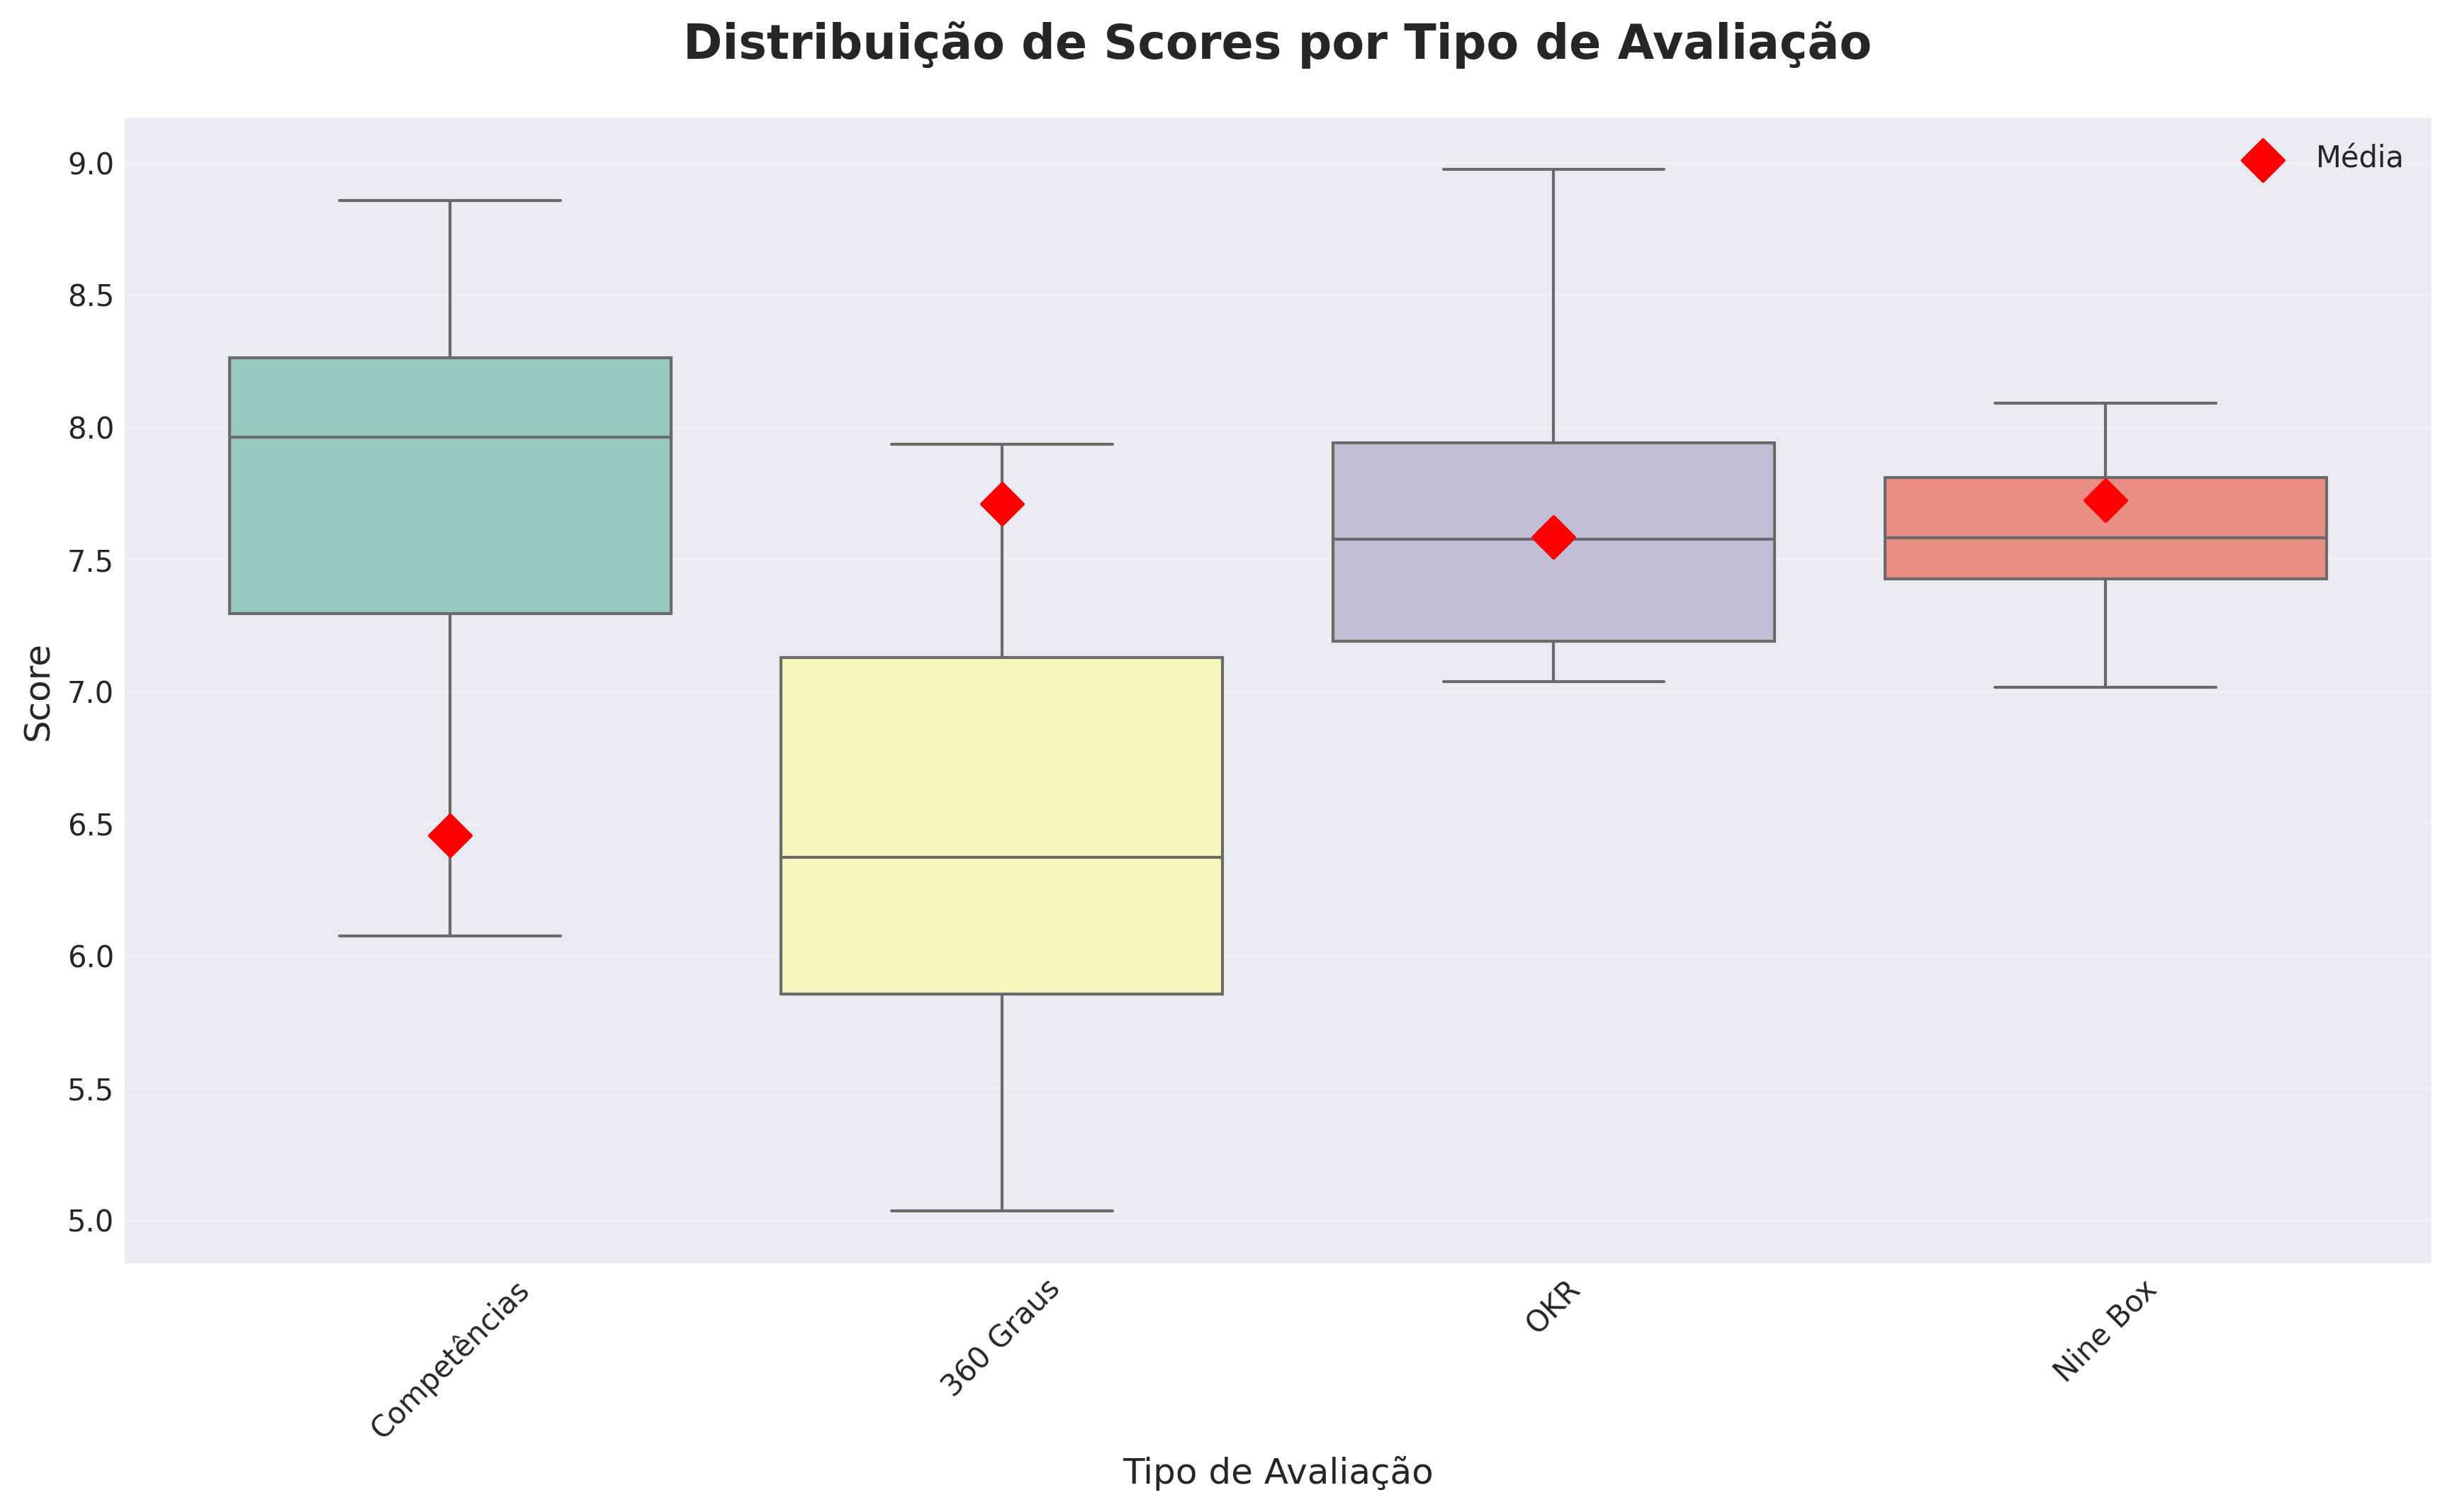 Distribuição de Scores por Tipo de Avaliação
Média
Score
9.0
8.5
8.0
7.5
7.0
6.5
6.0
5.5
5.0
Competências
360 Graus
OKR
Nine Box
Tipo de Avaliação